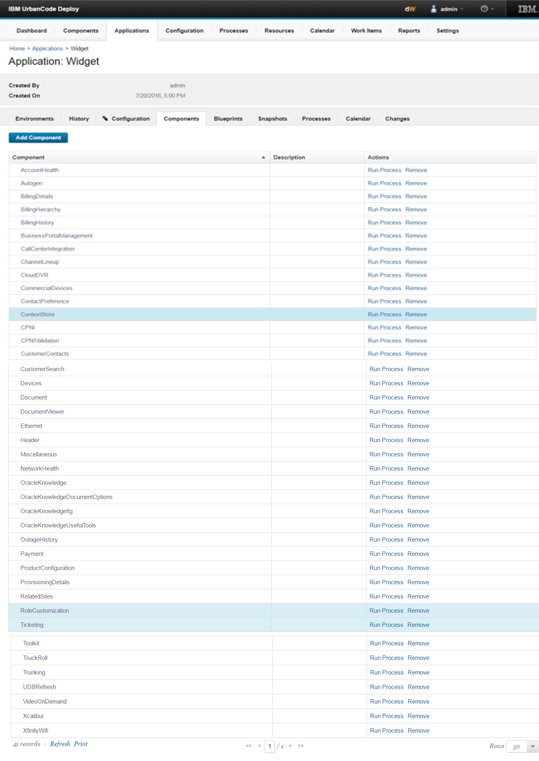 IBM UrbanCode Deploy dW admin IBM.
Dashboard Components Applications Configuration Processes Resources Calendar Work Items Reports Settings
Home > Applications > Widget
Application: Widget
Created By admin
Created On 7/20/2016, 5:00 PM
Environments History Configuration Components Blueprints Snapshots Processes Calendar Changes
Add Component
Component Description Actions
AccountHealth Run Process Remove
Autogen Run Process Remove
BillingDetails Run Process Remove
BillingHierarchy Run Process Remove
BillingHistory Run Process Remove
BusinessPortalManagement Run Process Remove
CallCenterIntegration Run Process Remove
ChannelLineup Run Process Remove
CloudDVR Run Process Remove
CommercialDevices Run Process Remove
ContactPreference Run Process Remove
ContextStore Run Process Remove
CPNI Run Process Remove
CPNIValidation Run Process Remove
CustomerContacts Run Process Remove
CustomerSearch Run Process Remove
Devices Run Process Remove
Document Run Process Remove
DocumentViewer Run Process Remove
Ethernet Run Process Remove
Header Run Process Remove
Miscellaneous Run Process Remove
NetworkHealth Run Process Remove
OracleKnowledge Run Process Remove
OracleKnowledgeDocumentOptions Run Process Remove
OracleKnowledgeItg Run Process Remove
OracleKnowledgeUsefulTools Run Process Remove
OutageHistory Run Process Remove
Payment Run Process Remove
ProductConfiguration Run Process Remove
ProvisioningDetails Run Process Remove
RelatedSites Run Process Remove
RoleCustomization Run Process Remove
Ticketing Run Process Remove
Toolkit Run Process Remove
TruckRoll Run Process Remove
Trunking Run Process Remove
UDBRefresh Run Process Remove
VideoOnDemand Run Process Remove
Xcalibur Run Process Remove
XfinityWifi Run Process Remove
41 records - Refresh Print 1 / 1 Rows 50